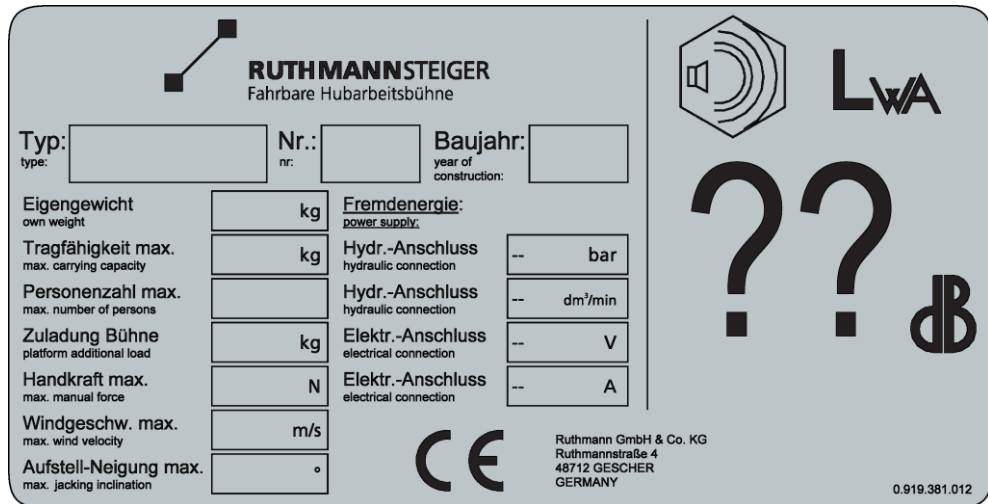 RUTHMANNSTEIGER
Fahrbare Hubarbeitsbühne
LWA
Typ:
type:
Nr.:
nr:
Baujahr:
year of
construction:
Eigengewicht
own weight
kg
Fremdenergie:
power supply:
Tragfähigkeit max.
max. carrying capacity
kg
Hydr.-Anschluss
hydraulic connection
-- bar
Personenzahl max.
max. number of persons
Hydr.-Anschluss
hydraulic connection
-- dm³/min
Zuladung Bühne
platform additional load
kg
Elektr.-Anschluss
electrical connection
-- V
Handkraft max.
max. manual force
N
Elektr.-Anschluss
electrical connection
-- A
Windgeschw. max.
max. wind velocity
m/s
Aufstell-Neigung max.
max. jacking inclination
°
CE
Ruthmann GmbH & Co. KG
Ruthmannstraße 4
48712 GESCHER
GERMANY
??
dB
0.919.381.012